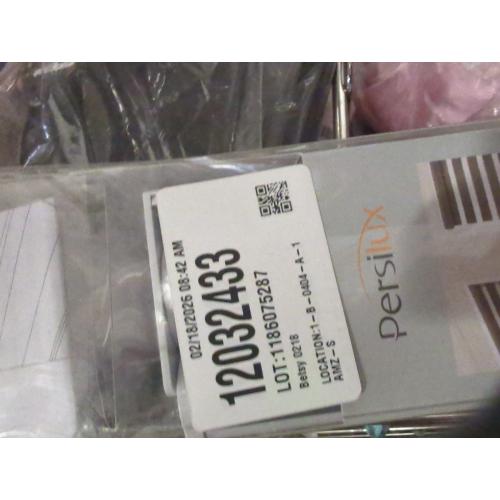 02/18/2026 08:42 AM
12032433
LOT:1186075287
Betsy 0218
LOCATION:1-B-0404-A-1
AMZ-S
persilux